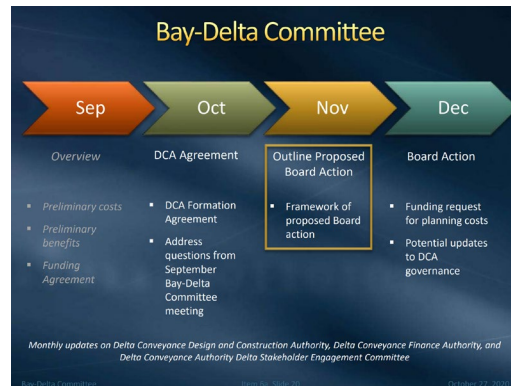 Bay-Delta Committee
Sep
Oct
Nov
Dec
Overview
▪ Preliminary costs
▪ Preliminary
benefits
▪ Funding
Agreement
DCA Agreement
▪ DCA Formation
Agreement
▪ Address
questions from
September
Bay-Delta
Committee
meeting
Outline Proposed
Board Action
▪ Framework of
proposed Board
action
Board Action
▪ Funding request
for planning costs
▪ Potential updates
to DCA
governance
Monthly updates on Delta Conveyance Design and Construction Authority, Delta Conveyance Finance Authority, and
Delta Conveyance Authority Delta Stakeholder Engagement Committee
Bay-Delta Committee
October 27, 2020